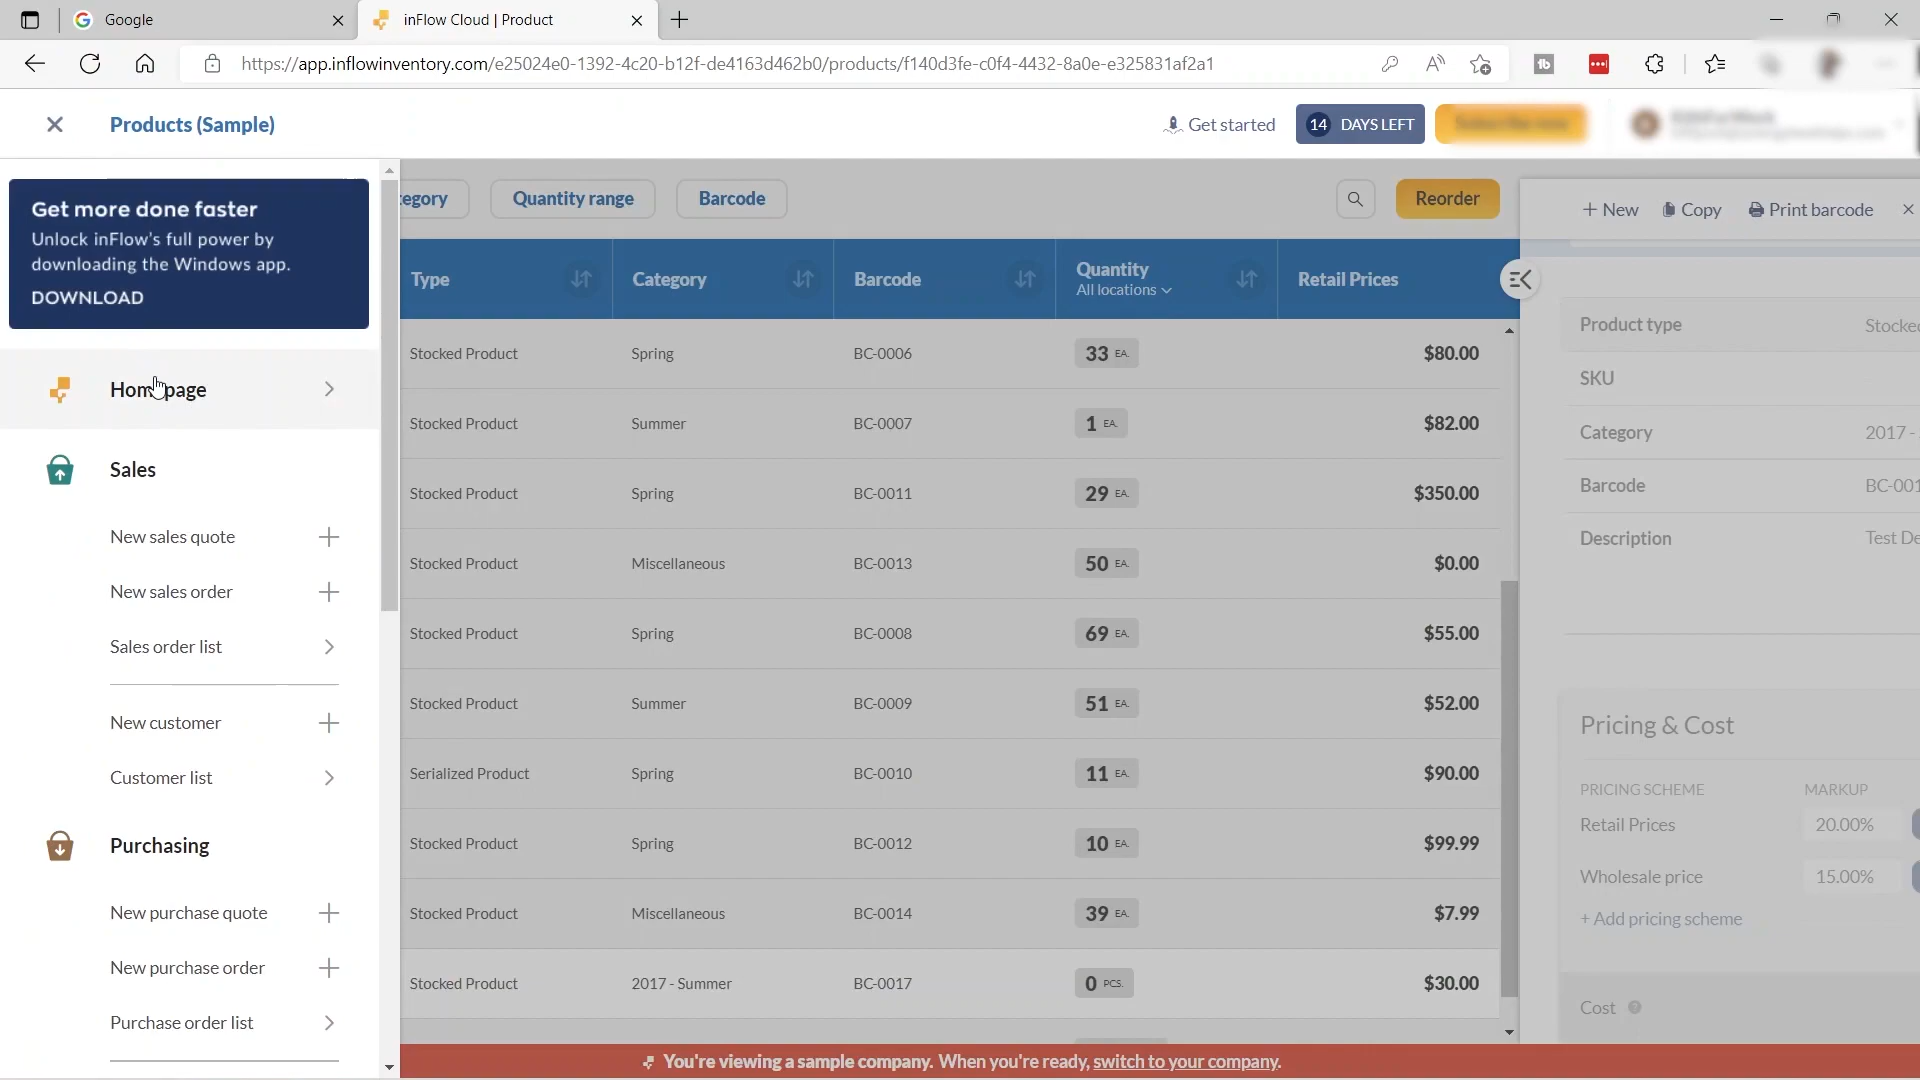 Google
inFlow Cloud | Product
https://app.inflowinventory.com/e25024e0-1392-4c20-b12f-de4163d462b0/products/f140d3fe-c0f4-4432-8a0e-e325831af2a1
Products (Sample)
Get started
14 DAYS LEFT
Get more done faster
Unlock inFlow's full power by
downloading the Windows app.
DOWNLOAD
Homepage
Sales
New sales quote
New sales order
Sales order list
New customer
Customer list
Purchasing
New purchase quote
New purchase order
Purchase order list
tegory Quantity range Barcode Reorder
Type Category Barcode Quantity All locations Retail Prices
Stocked Product Spring BC-0006 33 EA. $80.00
Stocked Product Summer BC-0007 1 EA. $82.00
Stocked Product Spring BC-0011 29 EA. $350.00
Stocked Product Miscellaneous BC-0013 50 EA. $0.00
Stocked Product Spring BC-0008 69 EA. $55.00
Stocked Product Summer BC-0009 51 EA. $52.00
Serialized Product Spring BC-0010 11 EA. $90.00
Stocked Product Spring BC-0012 10 EA. $99.99
Stocked Product Miscellaneous BC-0014 39 EA. $7.99
Stocked Product 2017 - Summer BC-0017 0 PCS. $30.00
+ New Copy Print barcode
Product type Stocked
SKU
Category 2017 -
Barcode BC-001
Description Test De
Pricing & Cost
PRICING SCHEME MARKUP
Retail Prices 20.00%
Wholesale price 15.00%
+ Add pricing scheme
Cost
You're viewing a sample company. When you're ready, switch to your company.